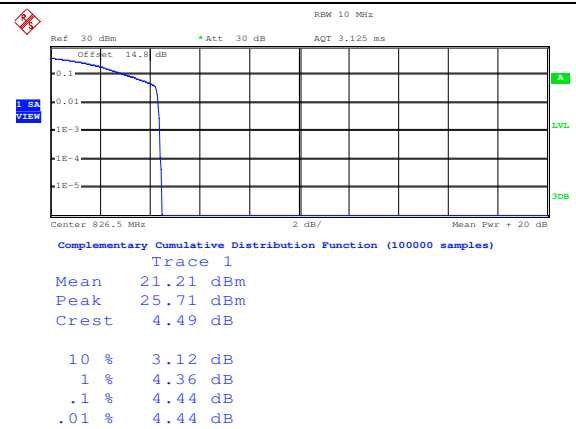 R S
RBW 10 MHz
Ref 30 dBm *Att 30 dB AQT 3.125 ms
Offset 14.8 dB
0.1
A
1 SA
VIEW
0.01
LVL
1E-3
1E-4
1E-5
3DB
Center 826.5 MHz 2 dB/ Mean Pwr + 20 dB
Complementary Cumulative Distribution Function (100000 samples)
Trace 1
Mean 21.21 dBm
Peak 25.71 dBm
Crest 4.49 dB
10 % 3.12 dB
1 % 4.36 dB
.1 % 4.44 dB
.01 % 4.44 dB